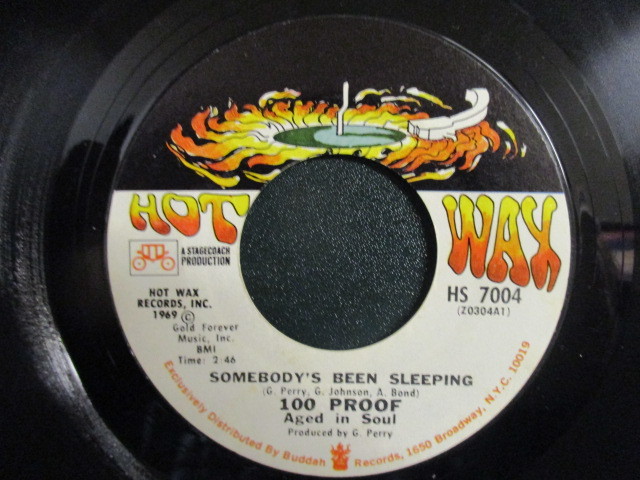 HOT WAX
A STAGECOACH
PRODUCTION
HOT WAX
RECORDS, INC.
1969 ©
Gold Forever
Music, Inc.
BMI
Time: 2:46
HS 7004
(Z0304A1)
SOMEBODY'S BEEN SLEEPING
(G. Perry, G. Johnson, A. Bond)
100 PROOF
Aged in Soul
Produced by G. Perry
Exclusively Distributed By Buddah Records, 1650 Broadway, N.Y.C. 10019